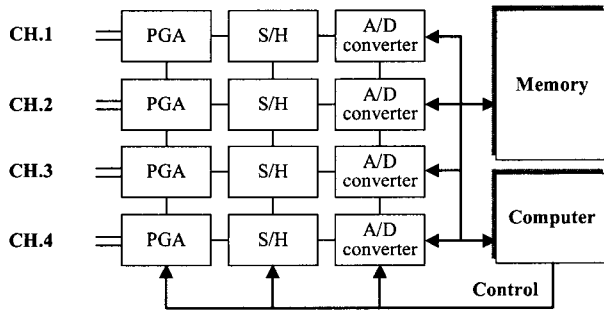 CH.1
PGA
S/H
A/D
converter
CH.2
PGA
S/H
A/D
converter
Memory
CH.3
PGA
S/H
A/D
converter
CH.4
PGA
S/H
A/D
converter
Computer
Control